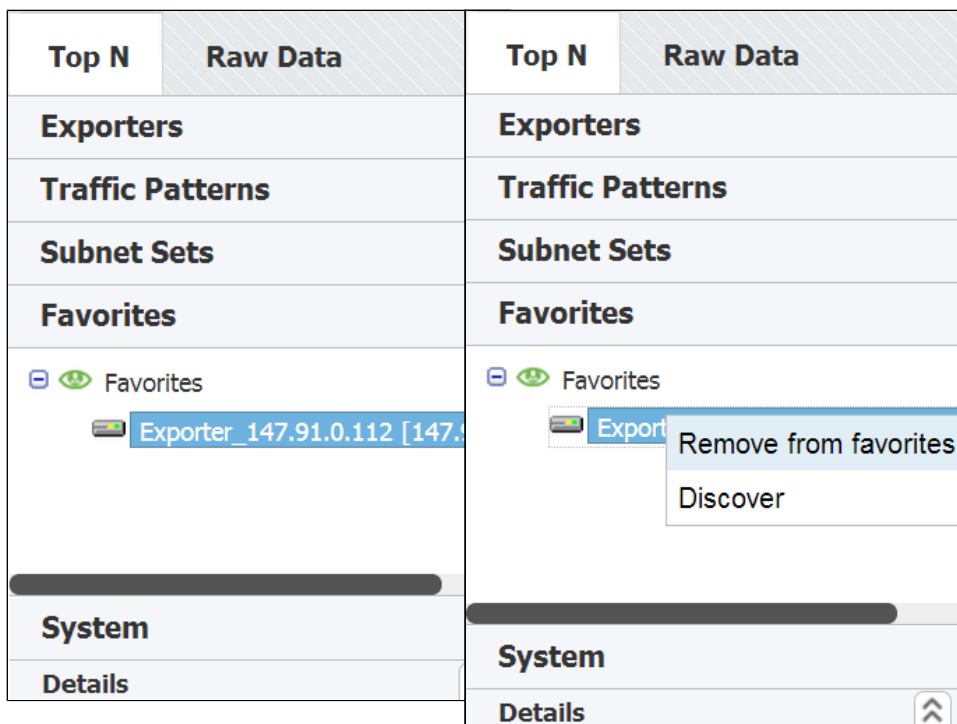 Top N Raw Data
Exporters
Traffic Patterns
Subnet Sets
Favorites
Favorites
Exporter_147.91.0.112 [147.
System
Details
Top N Raw Data
Exporters
Traffic Patterns
Subnet Sets
Favorites
Favorites
Export
Remove from favorites
Discover
System
Details